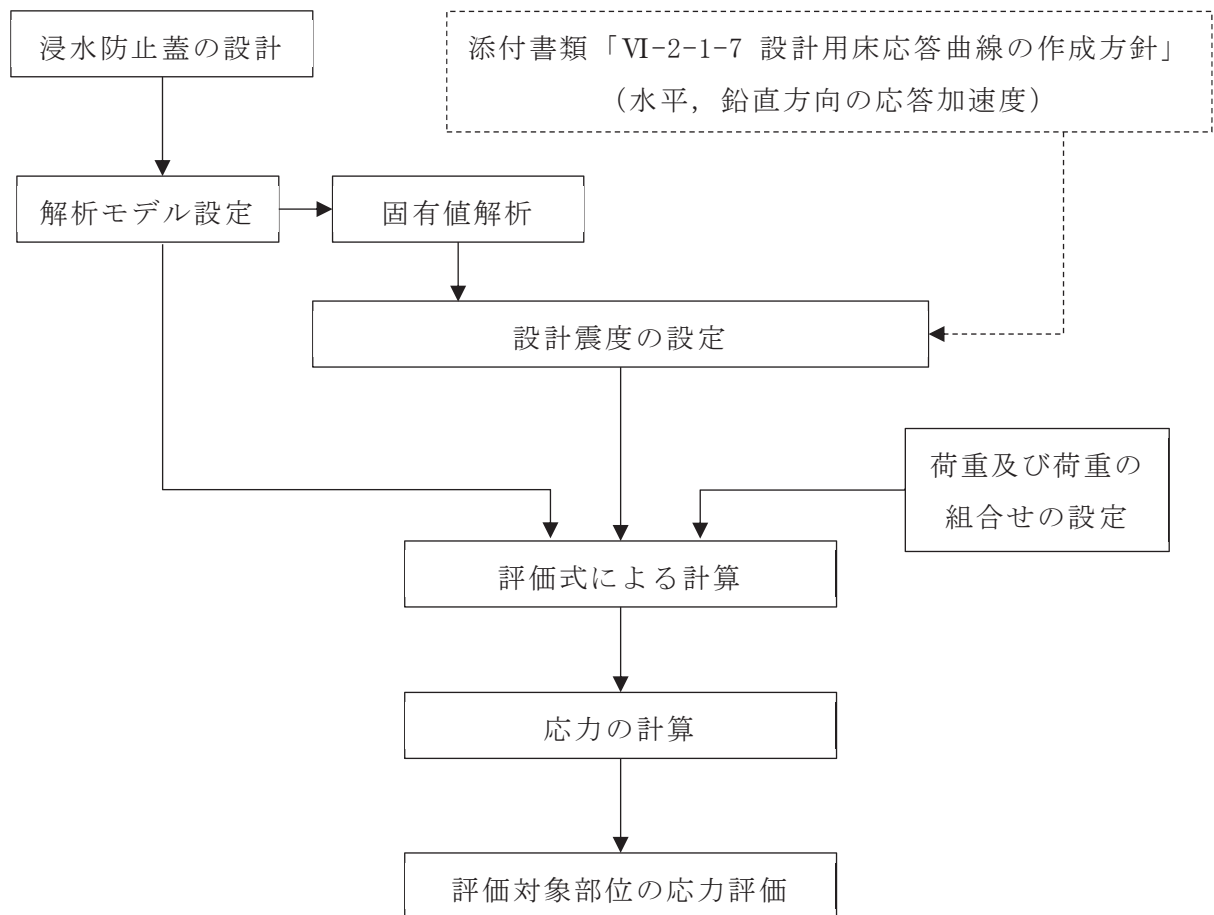 浸水防止蓋の設計
添付書類「Ⅵ-2-1-7 設計用床応答曲線の作成方針」
（水平，鉛直方向の応答加速度）
解析モデル設定
固有値解析
設計震度の設定
荷重及び荷重の
組合せの設定
評価式による計算
応力の計算
評価対象部位の応力評価